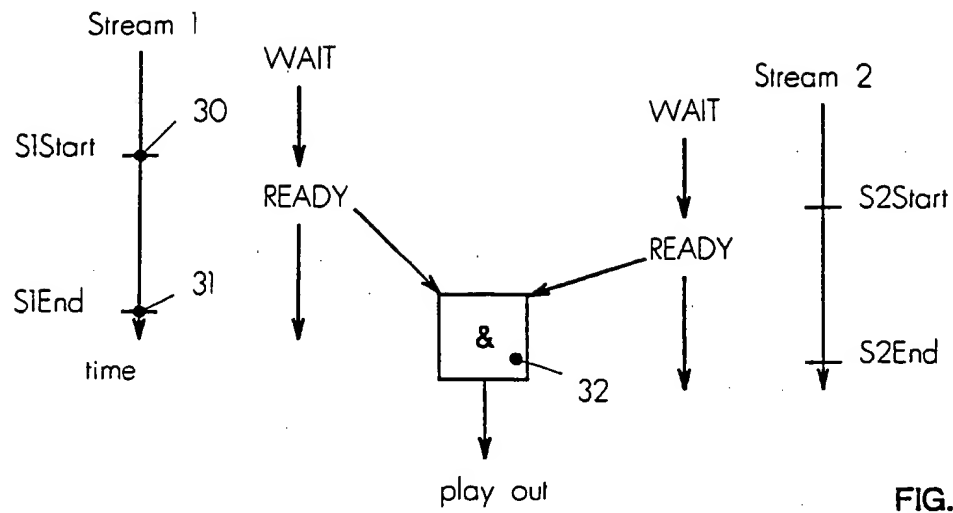 Stream 1
WAIT
30
Stream 2
WAIT
S1Start
READY
S2Start
READY
31
S1End
&
S2End
time
32
play out
FIG.